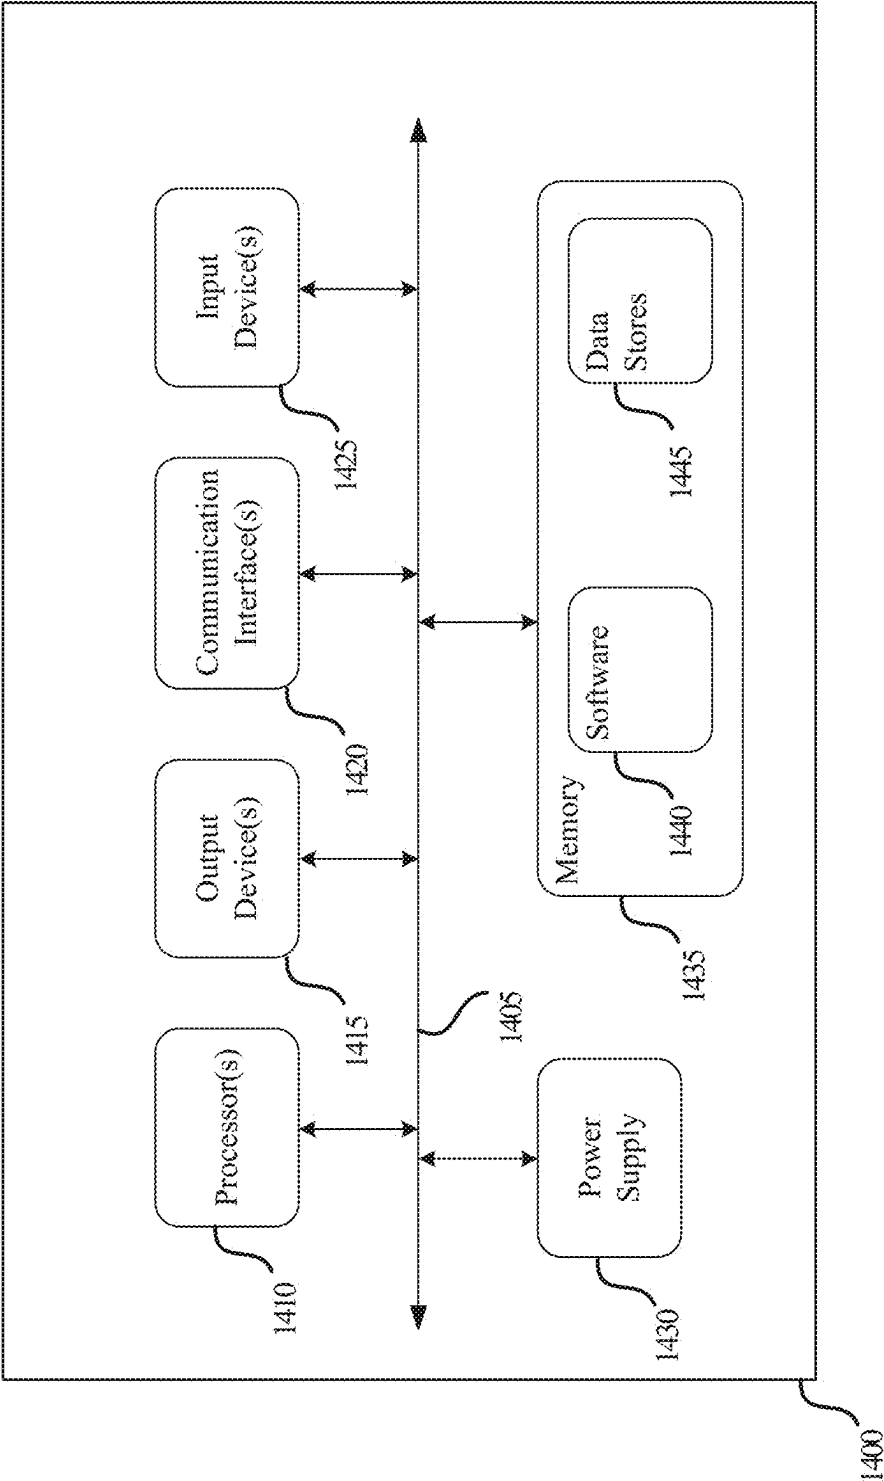 Processor(s)
1410
Output
Device(s)
1415
Communication
Interface(s)
1420
Input
Device(s)
1425
1405
Power
Supply
1430
Memory
1435
Software
1440
Data
Stores
1445
1400